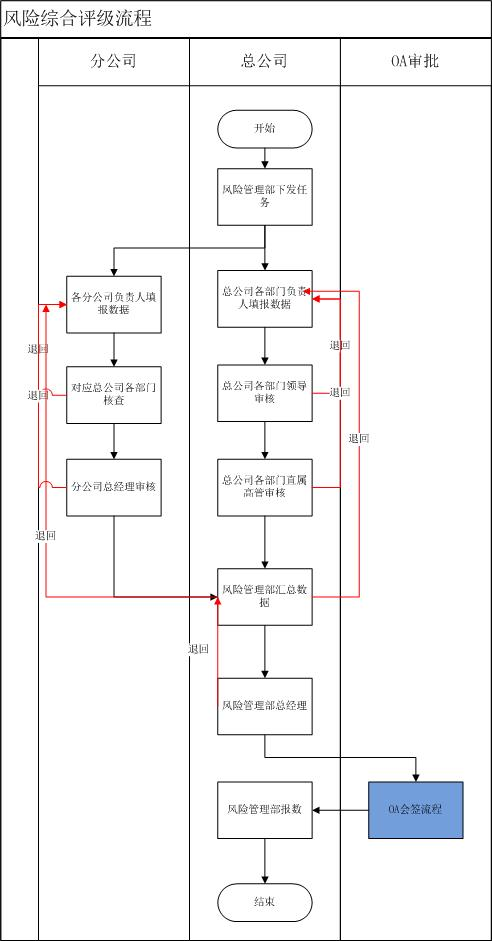 风险综合评级流程
分公司
总公司
OA审批
开始
风险管理部下发任
务
各分公司负责人填
报数据
总公司各部门负责
人填报数据
退回
退回
对应总公司各部门
核查
总公司各部门领导
审核
退回
退回
退回
分公司总经理审核
总公司各部门直属
高管审核
退回
风险管理部汇总数
据
退回
风险管理部总经理
风险管理部报数
OA会签流程
结束